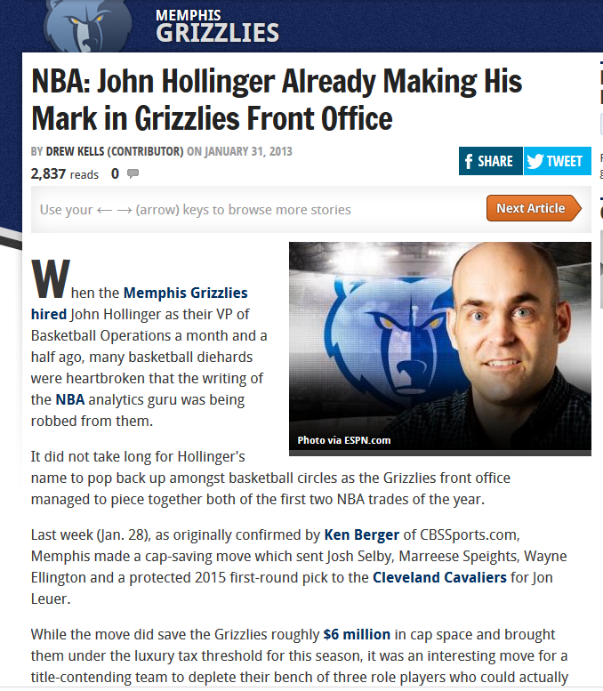 MEMPHIS
GRIZZLIES
NBA: John Hollinger Already Making His
Mark in Grizzlies Front Office
BY DREW KELLS (CONTRIBUTOR) ON JANUARY 31, 2013
2,837 reads 0
f SHARE
TWEET
Use your ← → (arrow) keys to browse more stories
Next Article
When the Memphis Grizzlies
hired John Hollinger as their VP of
Basketball Operations a month and a
half ago, many basketball diehards
were heartbroken that the writing of
the NBA analytics guru was being
robbed from them.
Photo via ESPN.com
It did not take long for Hollinger's
name to pop back up amongst basketball circles as the Grizzlies front office
managed to piece together both of the first two NBA trades of the year.
Last week (Jan. 28), as originally confirmed by Ken Berger of CBSSports.com,
Memphis made a cap-saving move which sent Josh Selby, Marreese Speights, Wayne
Ellington and a protected 2015 first-round pick to the Cleveland Cavaliers for Jon
Leuer.
While the move did save the Grizzlies roughly $6 million in cap space and brought
them under the luxury tax threshold for this season, it was an interesting move for a
title-contending team to deplete their bench of three role players who could actually